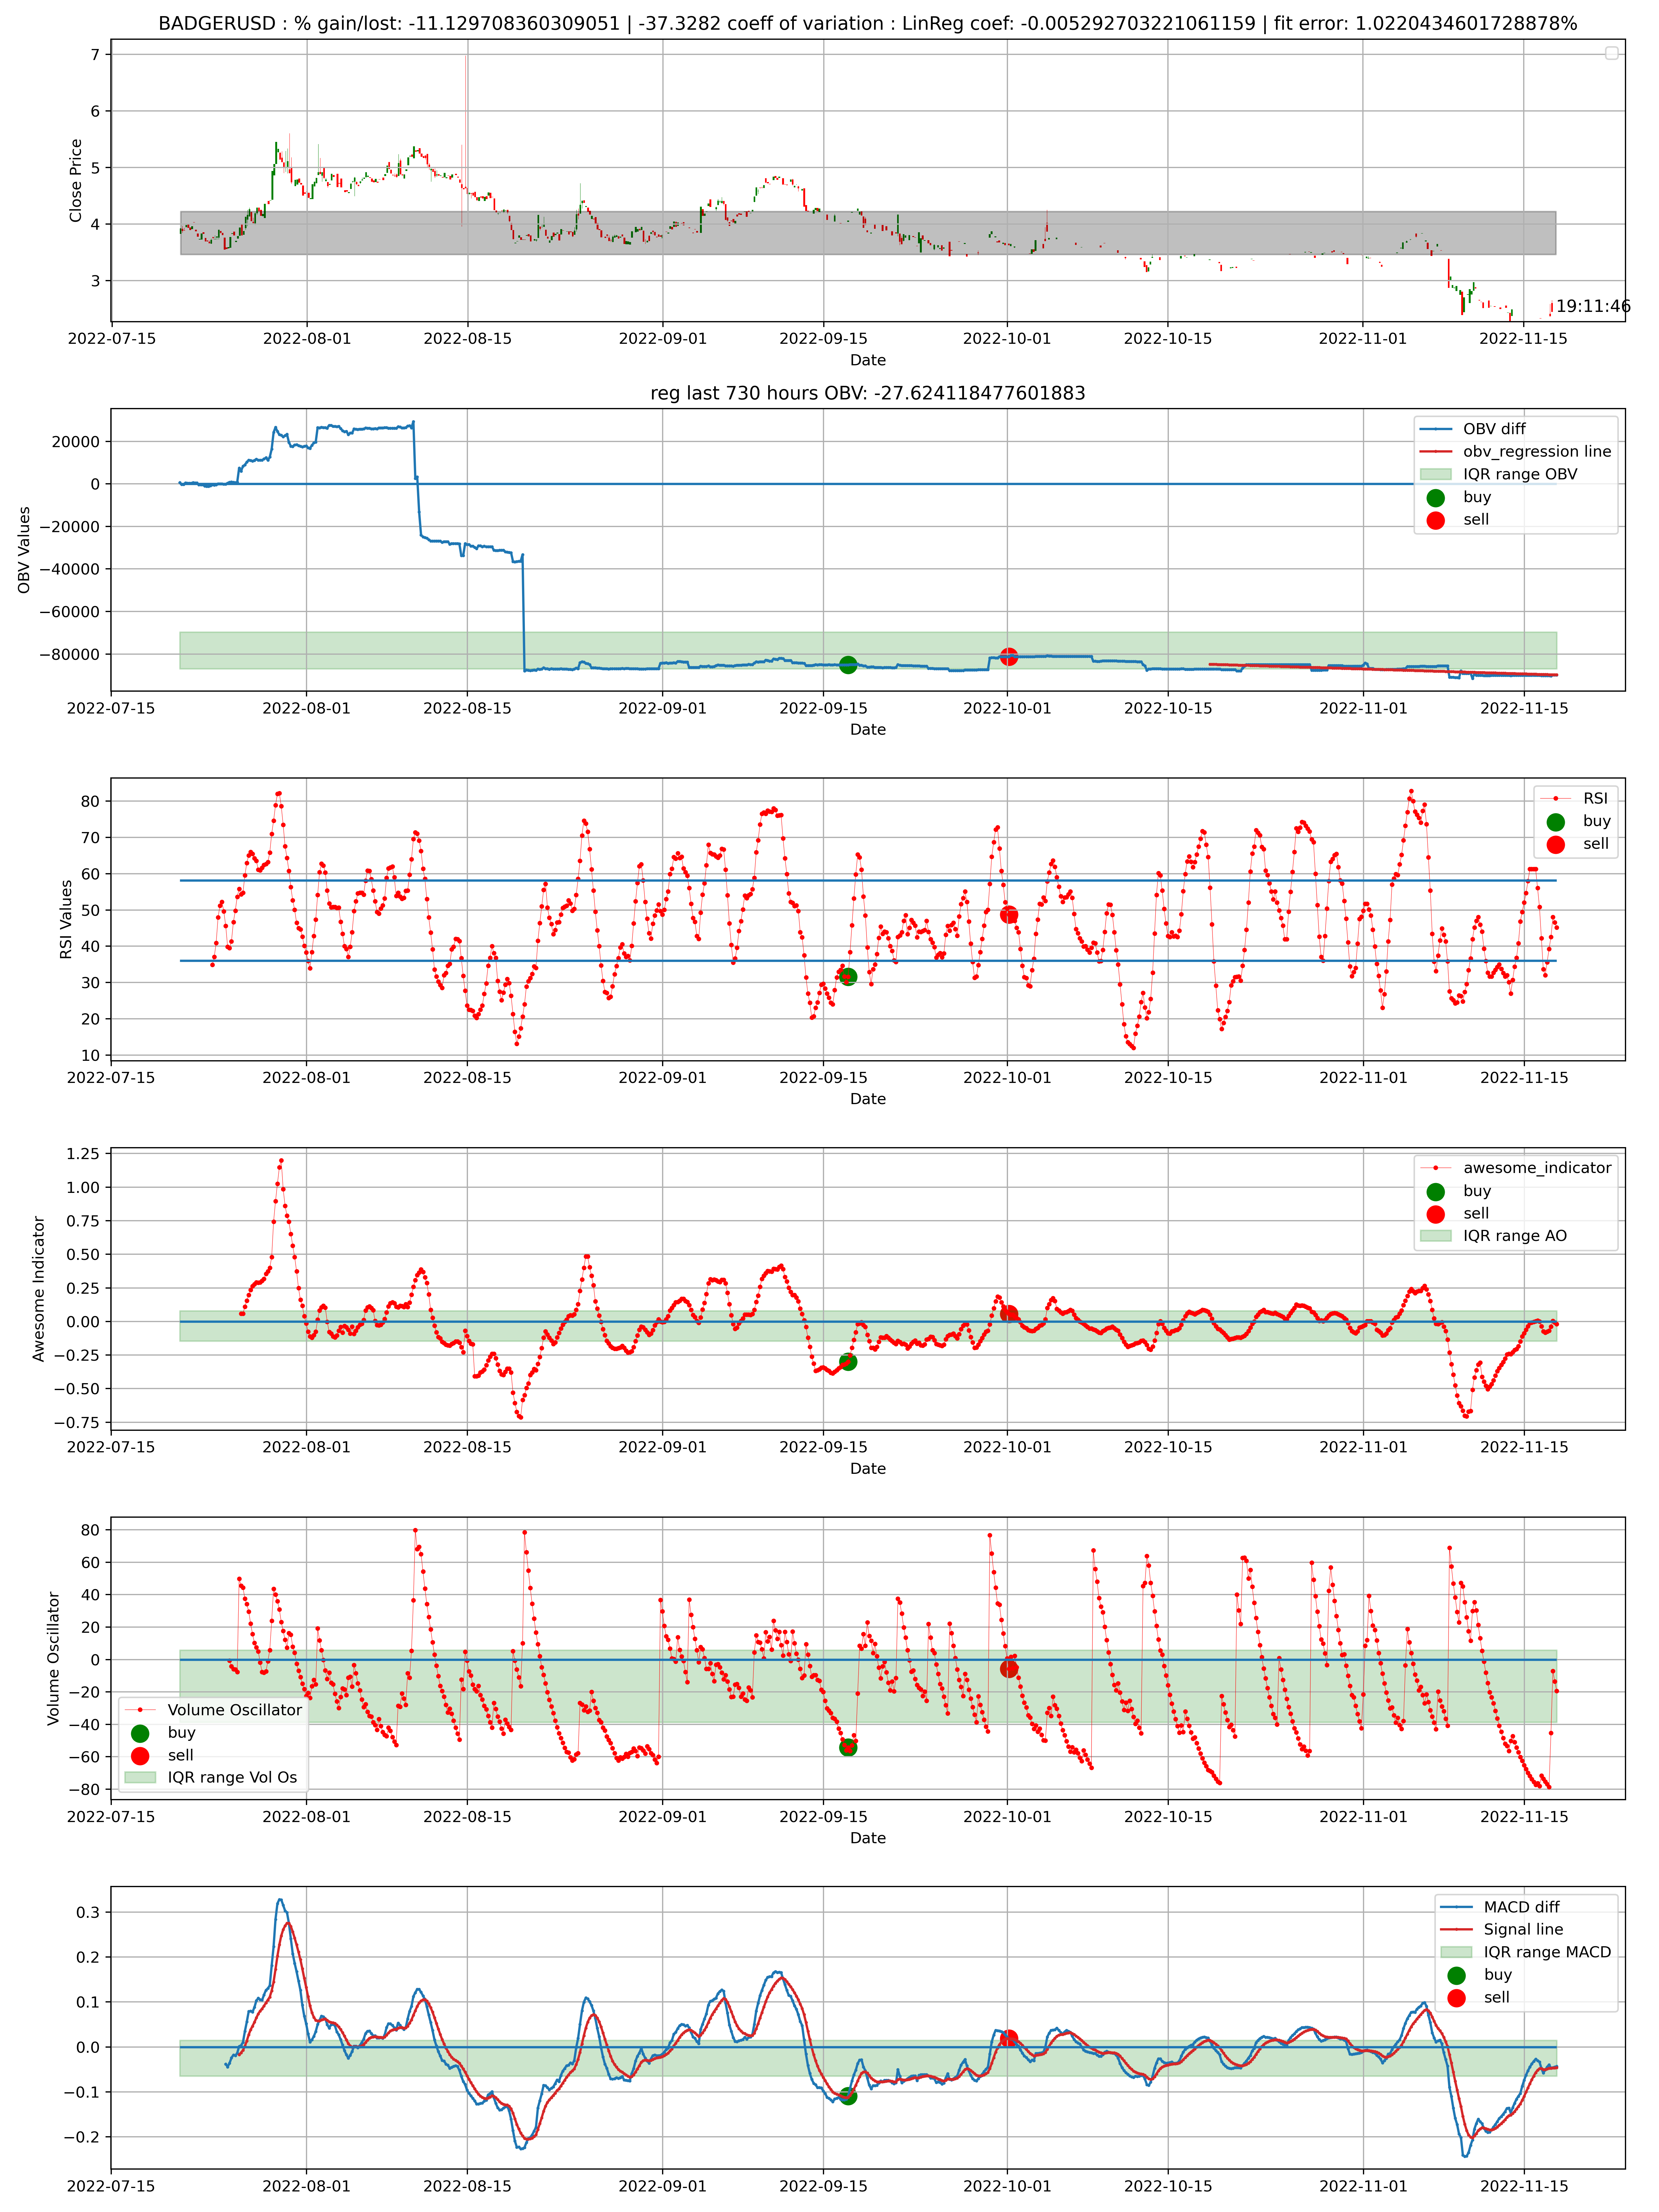 BADGERUSD : % gain/lost: -11.129708360309051 | -37.3282 coeff of variation : LinReg coef: -0.005292703221061159 | fit error: 1.0220434601728878%
7
6
5
4
3
Close Price
19:11:46
2022-07-15 2022-08-01 2022-08-15 2022-09-01 2022-09-15 2022-10-01 2022-10-15 2022-11-01 2022-11-15
Date
reg last 730 hours OBV: -27.624118477601883
20000
0
−20000
−40000
−60000
−80000
OBV Values
OBV diff
obv_regression line
IQR range OBV
buy
sell
2022-07-15 2022-08-01 2022-08-15 2022-09-01 2022-09-15 2022-10-01 2022-10-15 2022-11-01 2022-11-15
Date
80
70
60
50
40
30
20
10
RSI Values
RSI
buy
sell
2022-07-15 2022-08-01 2022-08-15 2022-09-01 2022-09-15 2022-10-01 2022-10-15 2022-11-01 2022-11-15
Date
1.25
1.00
0.75
0.50
0.25
0.00
−0.25
−0.50
−0.75
Awesome Indicator
awesome_indicator
buy
sell
IQR range AO
2022-07-15 2022-08-01 2022-08-15 2022-09-01 2022-09-15 2022-10-01 2022-10-15 2022-11-01 2022-11-15
Date
80
60
40
20
0
−20
−40
−60
−80
Volume Oscillator
Volume Oscillator
buy
sell
IQR range Vol Os
2022-07-15 2022-08-01 2022-08-15 2022-09-01 2022-09-15 2022-10-01 2022-10-15 2022-11-01 2022-11-15
Date
0.3
0.2
0.1
0.0
−0.1
−0.2
MACD diff
Signal line
IQR range MACD
buy
sell
2022-07-15 2022-08-01 2022-08-15 2022-09-01 2022-09-15 2022-10-01 2022-10-15 2022-11-01 2022-11-15